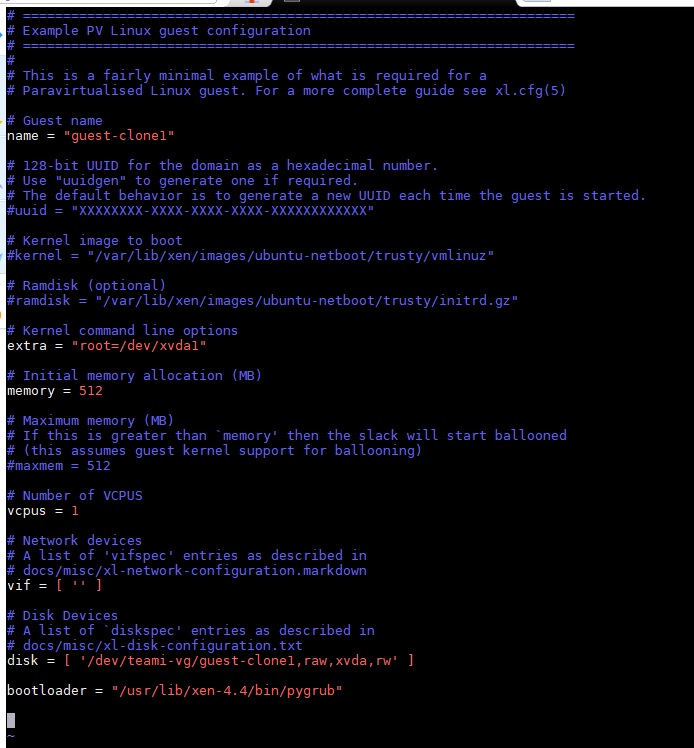 # ======================================================================
# Example PV Linux guest configuration
# ======================================================================
#
# This is a fairly minimal example of what is required for a
# Paravirtualised Linux guest. For a more complete guide see xl.cfg(5)
# Guest name
name = "guest-clone1"
# 128-bit UUID for the domain as a hexadecimal number.
# Use "uuidgen" to generate one if required.
# The default behavior is to generate a new UUID each time the guest is started.
#uuid = "XXXXXXXX-XXXX-XXXX-XXXX-XXXXXXXXXXXX"
# Kernel image to boot
#kernel = "/var/lib/xen/images/ubuntu-netboot/trusty/vmlinuz"
# Ramdisk (optional)
#ramdisk = "/var/lib/xen/images/ubuntu-netboot/trusty/initrd.gz"
# Kernel command line options
extra = "root=/dev/xvda1"
# Initial memory allocation (MB)
memory = 512
# Maximum memory (MB)
# If this is greater than `memory' then the slack will start ballooned
# (this assumes guest kernel support for ballooning)
#maxmem = 512
# Number of VCPUS
vcpus = 1
# Network devices
# A list of 'vifspec' entries as described in
# docs/misc/xl-network-configuration.markdown
vif = [ '' ]
# Disk Devices
# A list of `diskspec' entries as described in
# docs/misc/xl-disk-configuration.txt
disk = [ '/dev/teami-vg/guest-clone1,raw,xvda,rw' ]
bootloader = "/usr/lib/xen-4.4/bin/pygrub"
~